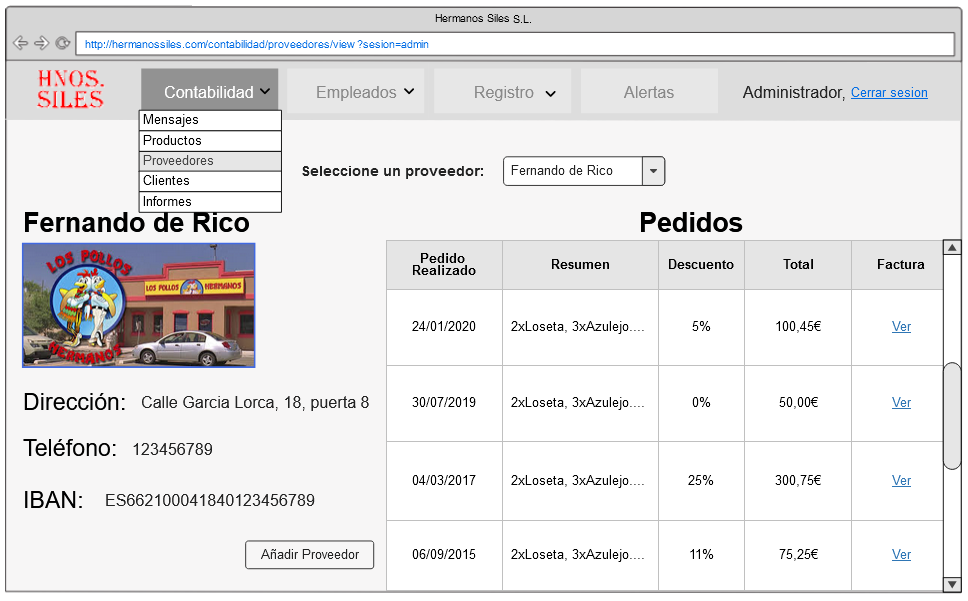 Hermanos Siles S.L.
http://hermanossiles.com/contabilidad/proveedores/view ?sesion=admin
HNOS.
SILES
Contabilidad
Empleados
Registro
Alertas
Administrador, Cerrar sesion
Mensajes
Productos
Proveedores
Clientes
Informes
Seleccione un proveedor: Fernando de Rico
Fernando de Rico
LOS POLLOS
HERMANOS
LOS POLLOS HERMANOS
Dirección: Calle Garcia Lorca, 18, puerta 8
Teléfono: 123456789
IBAN: ES662100041840123456789
Añadir Proveedor
Pedidos
Pedido Realizado Resumen Descuento Total Factura
24/01/2020 2xLoseta, 3xAzulejo.... 5% 100,45€ Ver
30/07/2019 2xLoseta, 3xAzulejo.... 0% 50,00€ Ver
04/03/2017 2xLoseta, 3xAzulejo.... 25% 300,75€ Ver
06/09/2015 2xLoseta, 3xAzulejo.... 11% 75,25€ Ver